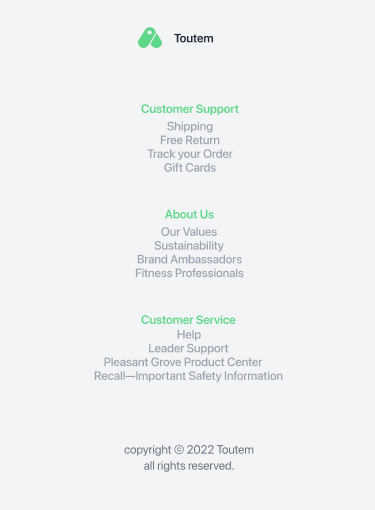 Toutem
Customer Support
Shipping
Free Return
Track your Order
Gift Cards
About Us
Our Values
Sustainability
Brand Ambassadors
Fitness Professionals
Customer Service
Help
Leader Support
Pleasant Grove Product Center
Recall—Important Safety Information
copyright © 2022 Toutem
all rights reserved.